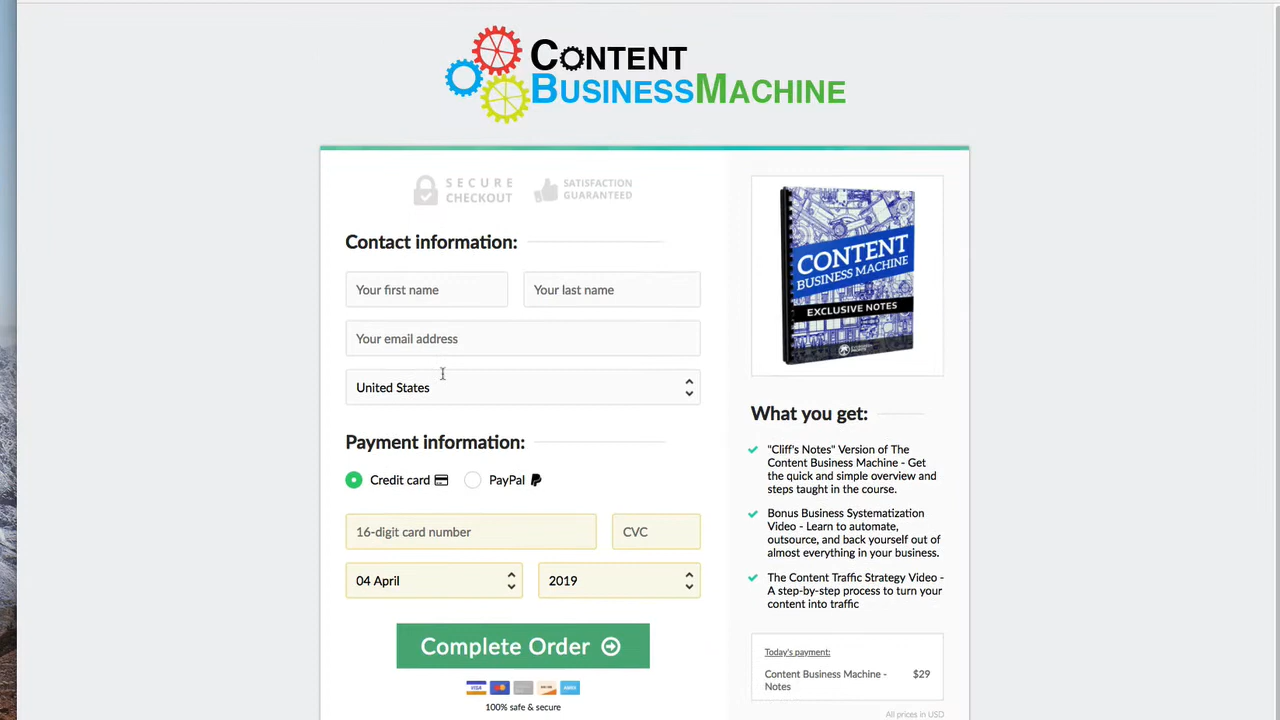 CONTENT
BUSINESSMACHINE
SECURE
CHECKOUT
SATISFACTION
GUARANTEED
Contact information:
Your first name
Your last name
Your email address
United States
Payment information:
Credit card
PayPal
16-digit card number
CVC
04 April
2019
Complete Order
VISA
100% safe & secure
CONTENT
BUSINESS MACHINE
EXCLUSIVE NOTES
What you get:
"Cliff's Notes" Version of The
Content Business Machine - Get
the quick and simple overview and
steps taught in the course.
Bonus Business Systematization
Video - Learn to automate,
outsource, and back yourself out of
almost everything in your business.
The Content Traffic Strategy Video -
A step-by-step process to turn your
content into traffic
Today's payment:
Content Business Machine -
Notes
$29
All prices in USD